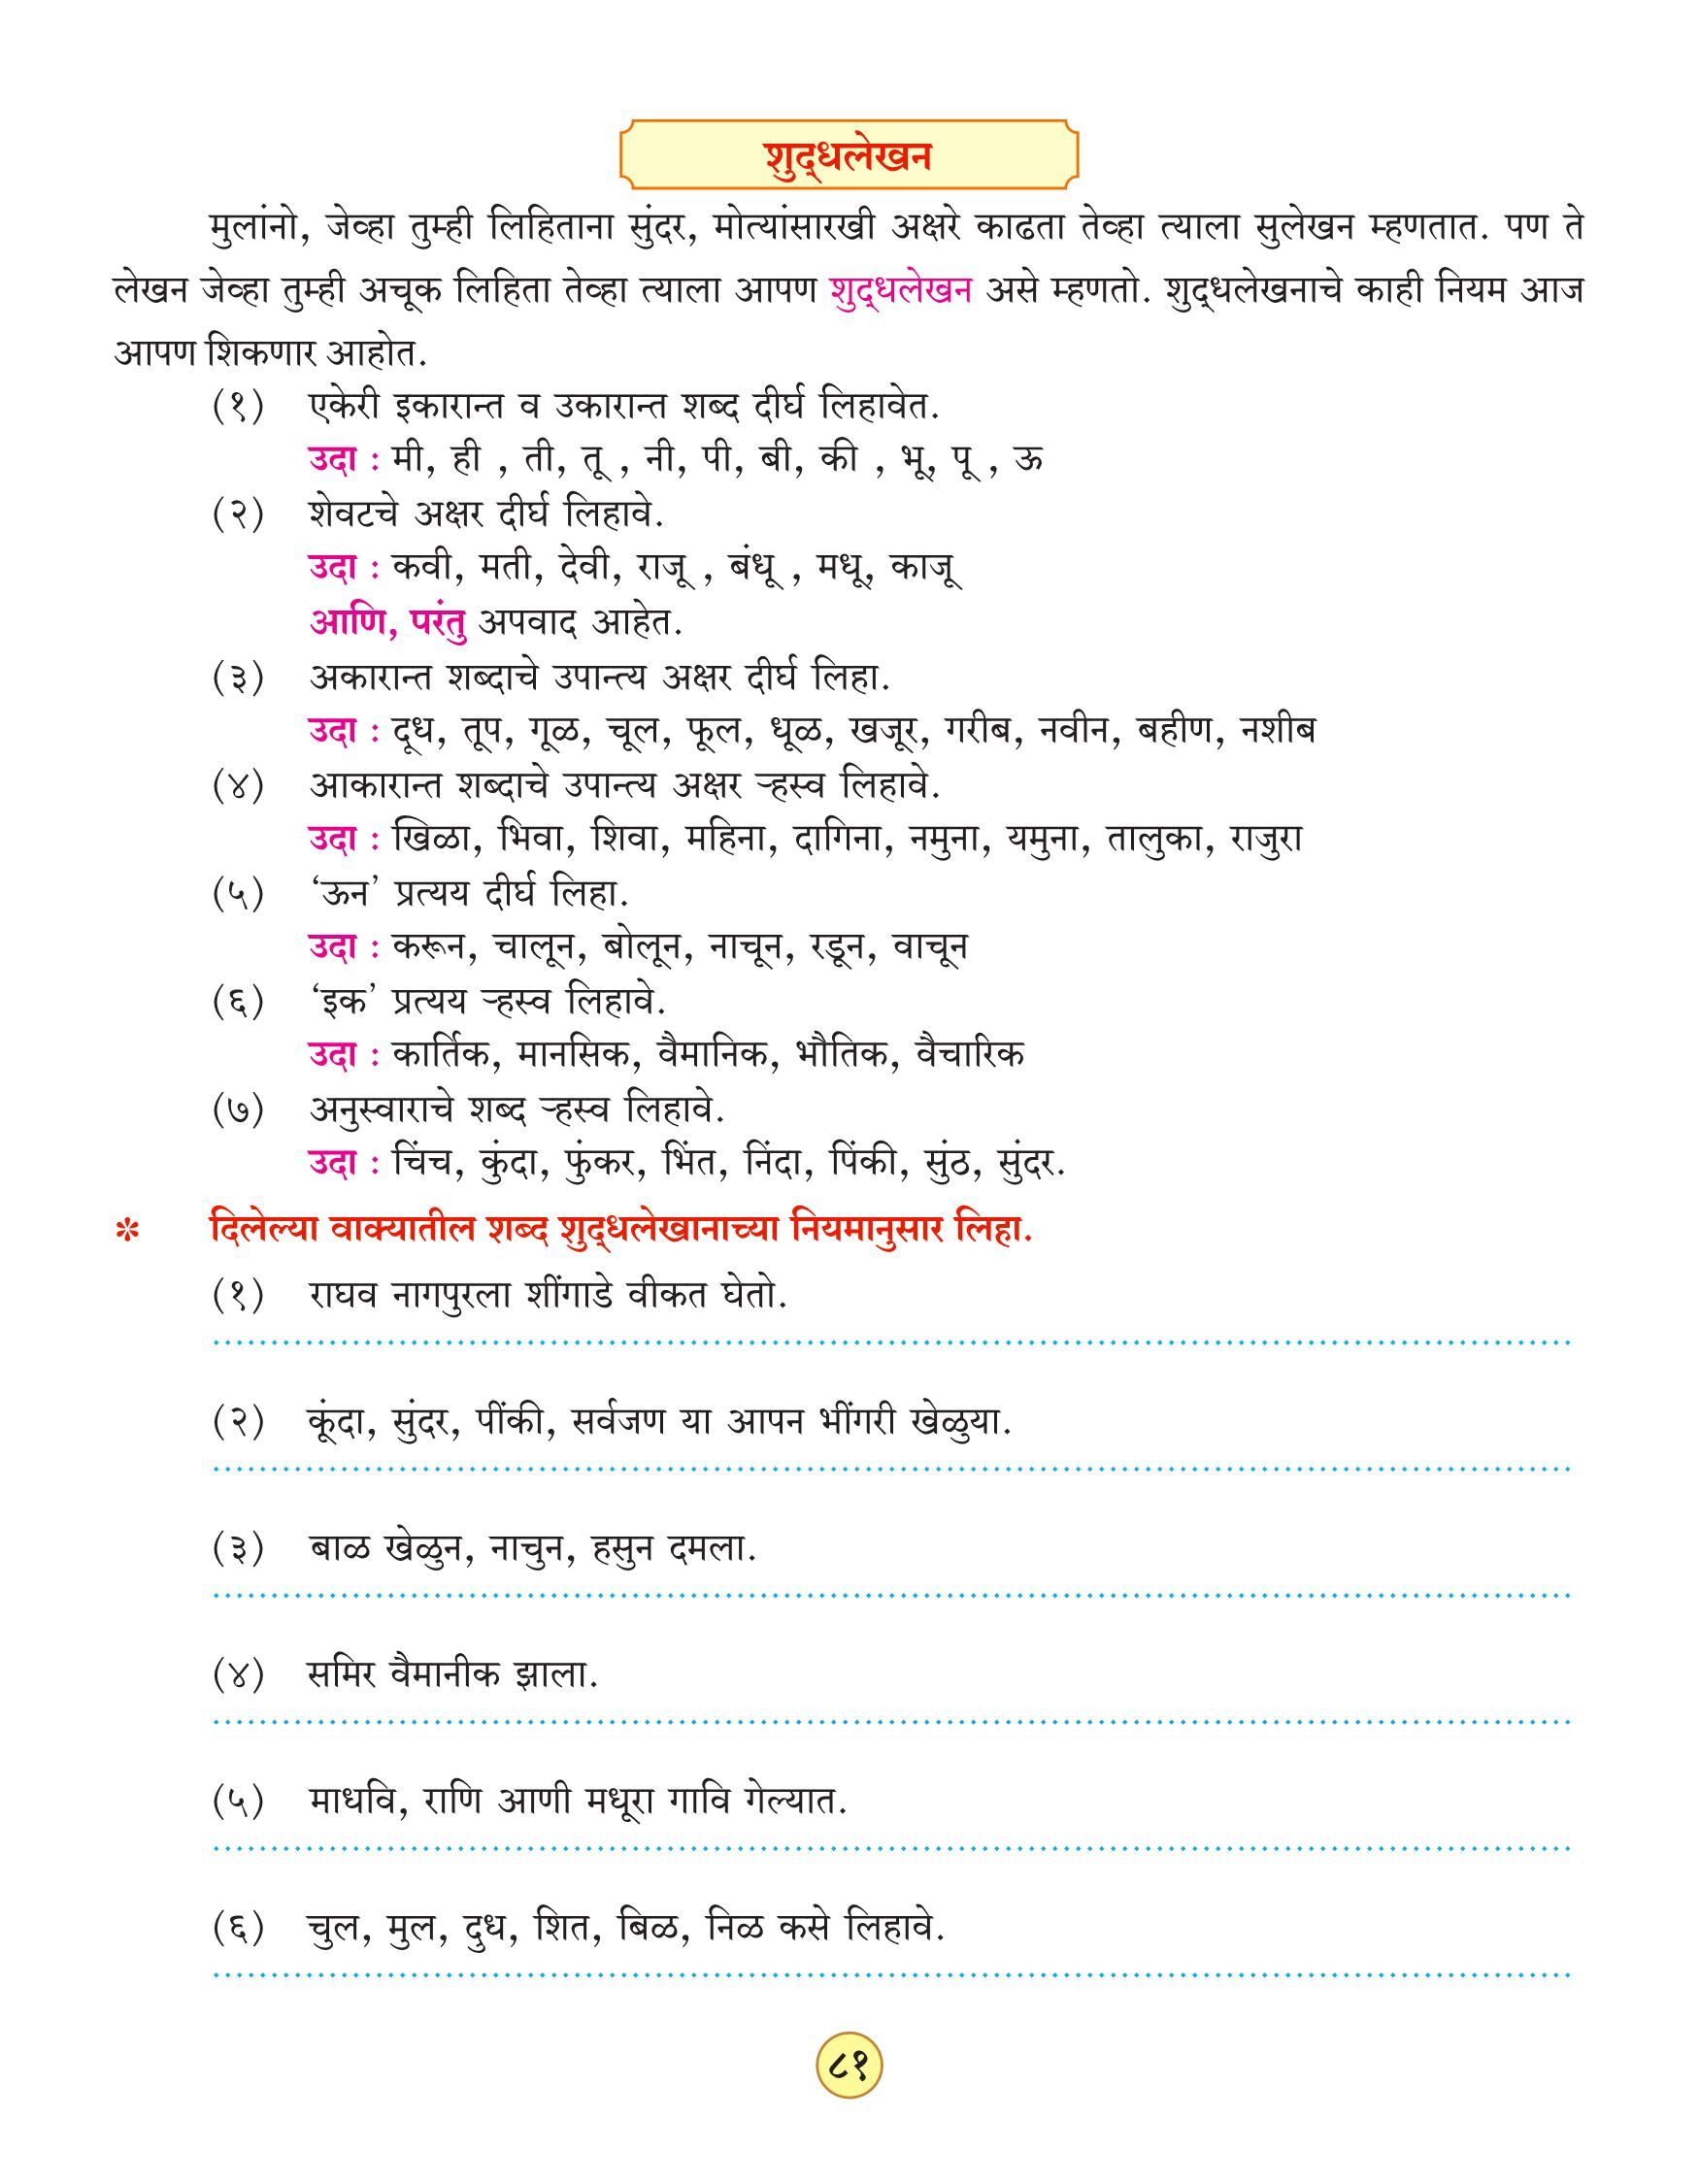 शुद्धलेखन
मुलांनो, जेव्हा तुम्ही लिहिताना सुंदर, मोत्यांसारखी अक्षरे काढता तेव्हा त्याला सुलेखन म्हणतात. पण ते
लेखन जेव्हा तुम्ही अचूक लिहिता तेव्हा त्याला आपण शुद्धलेखन असे म्हणतो. शुद्धलेखनाचे काही नियम आज
आपण शिकणार आहोत.
(१) एकेरी इकारान्त व उकारान्त शब्द दीर्घ लिहावेत.
उदा : मी, ही , ती, तू , नी, पी, बी, की , भू, पू , ऊ
(२) शेवटचे अक्षर दीर्घ लिहावे.
उदा : कवी, मती, देवी, राजू , बंधू , मधू, काजू
आणि, परंतु अपवाद आहेत.
(३) अकारान्त शब्दाचे उपान्त्य अक्षर दीर्घ लिहा.
उदा : दूध, तूप, गूळ, चूल, फूल, धूळ, खजूर, गरीब, नवीन, बहीण, नशीब
(४) आकारान्त शब्दाचे उपान्त्य अक्षर ऱ्हस्व लिहावे.
उदा : खिळा, भिवा, शिवा, महिना, दागिना, नमुना, यमुना, तालुका, राजुरा
(५) ‘ऊन’ प्रत्यय दीर्घ लिहा.
उदा : करून, चालून, बोलून, नाचून, रडून, वाचून
(६) ‘इक’ प्रत्यय ऱ्हस्व लिहावे.
उदा : कार्तिक, मानसिक, वैमानिक, भौतिक, वैचारिक
(७) अनुस्वाराचे शब्द ऱ्हस्व लिहावे.
उदा : चिंच, कुंदा, फुंकर, भिंत, निंदा, पिंकी, सुंठ, सुंदर.
* दिलेल्या वाक्यातील शब्द शुद्धलेखानाच्या नियमानुसार लिहा.
(१) राघव नागपुरला शींगाडे वीकत घेतो.
(२) कूंदा, सुंदर, पींकी, सर्वजण या आपन भींगरी खेळुया.
(३) बाळ खेळुन, नाचुन, हसुन दमला.
(४) समिर वैमानीक झाला.
(५) माधवि, राणि आणी मधूरा गावि गेल्यात.
(६) चुल, मुल, दुध, शित, बिळ, निळ कसे लिहावे.
८१